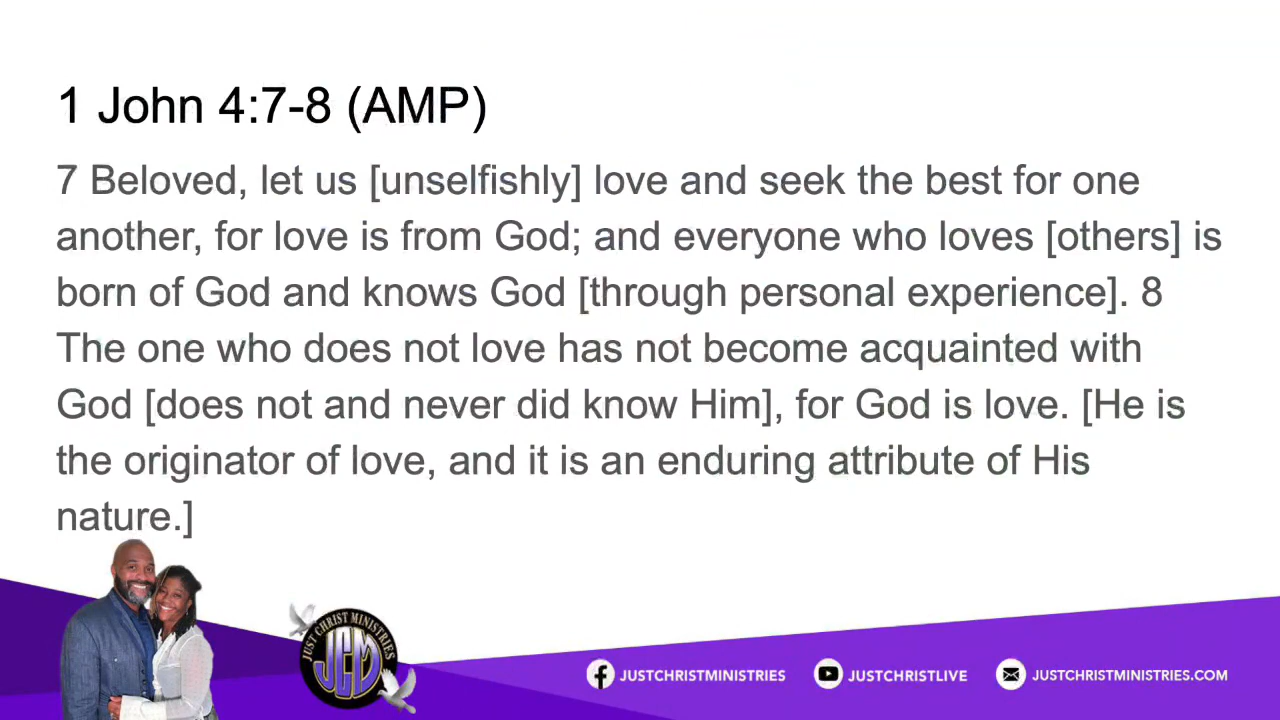 1 John 4:7-8 (AMP)
7 Beloved, let us [unselfishly] love and seek the best for one
another, for love is from God; and everyone who loves [others] is
born of God and knows God [through personal experience]. 8
The one who does not love has not become acquainted with
God [does not and never did know Him], for God is love. [He is
the originator of love, and it is an enduring attribute of His
nature.]
JUST CHRIST MINISTRIES
JCM
JUSTCHRISTMINISTRIES
JUSTCHRISTLIVE
JUSTCHRISTMINISTRIES.COM